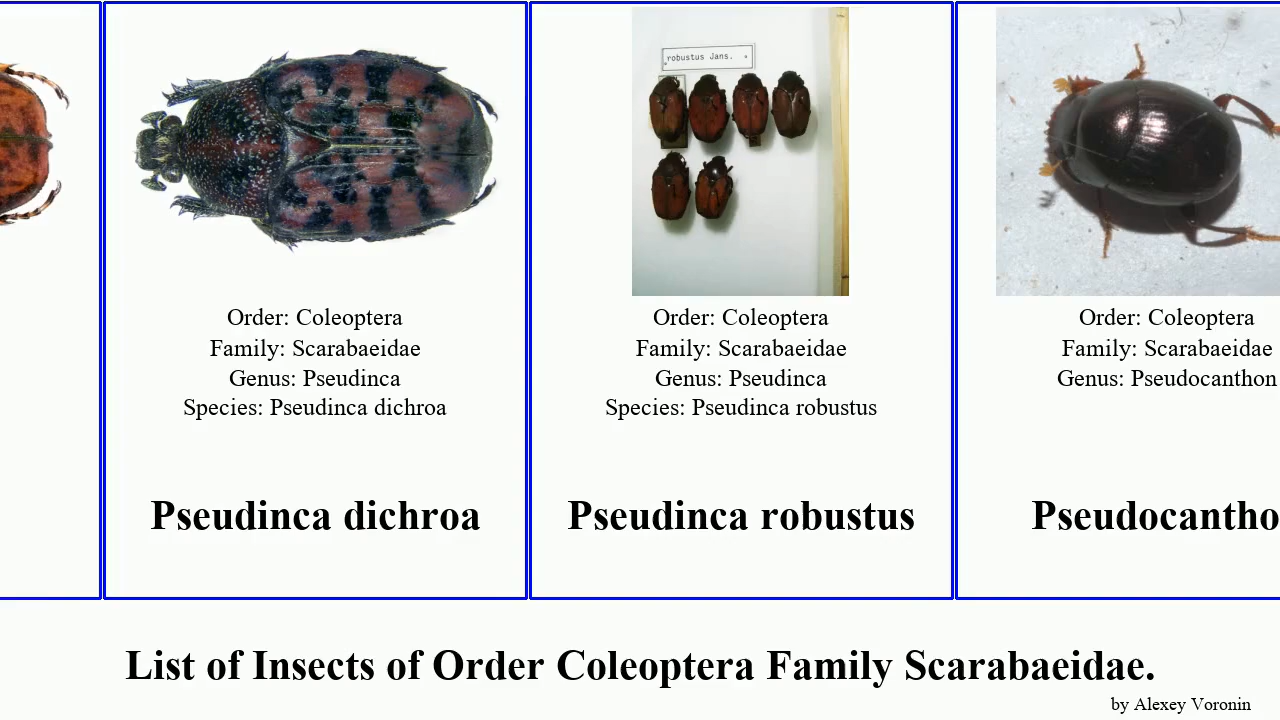 robustus Jans.
Order: Coleoptera
Family: Scarabaeidae
Genus: Pseudinca
Species: Pseudinca dichroa
Pseudinca dichroa
Order: Coleoptera
Family: Scarabaeidae
Genus: Pseudinca
Species: Pseudinca robustus
Pseudinca robustus
Order: Coleoptera
Family: Scarabaeidae
Genus: Pseudocanthon
Pseudocantho
List of Insects of Order Coleoptera Family Scarabaeidae.
by Alexey Voronin